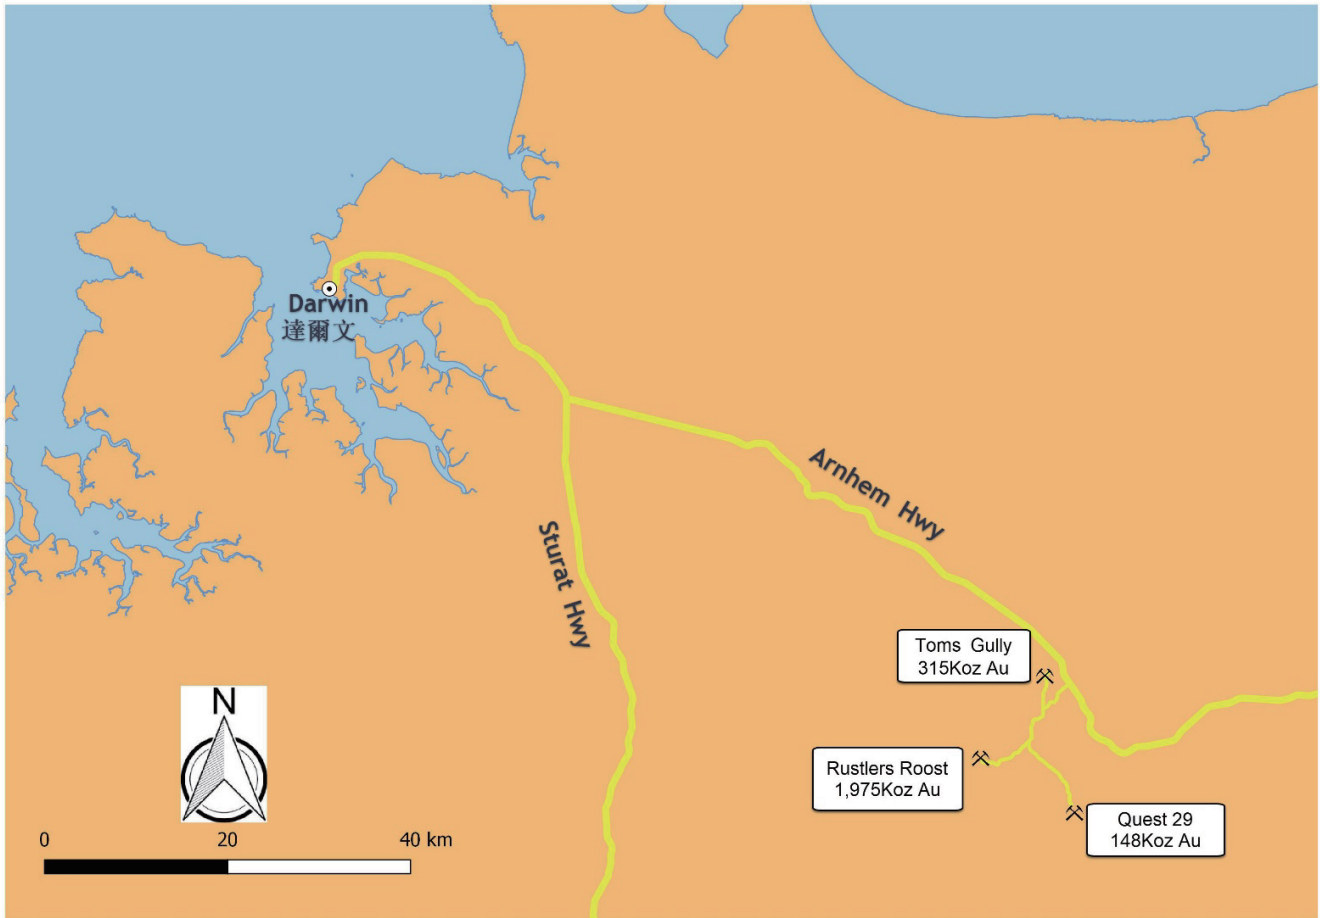 Darwin
達爾文
Arnhem Hwy
Sturat Hwy
Toms Gully
315Koz Au
Rustlers Roost
1,975Koz Au
Quest 29
148Koz Au
N
0 20 40 km